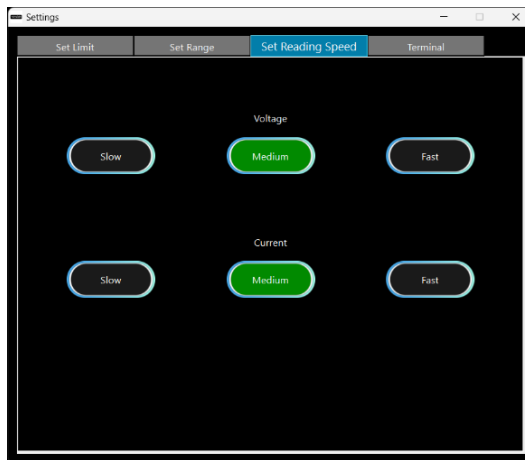 Settings
Set Limit Set Range Set Reading Speed Terminal
Voltage
Slow Medium Fast
Current
Slow Medium Fast